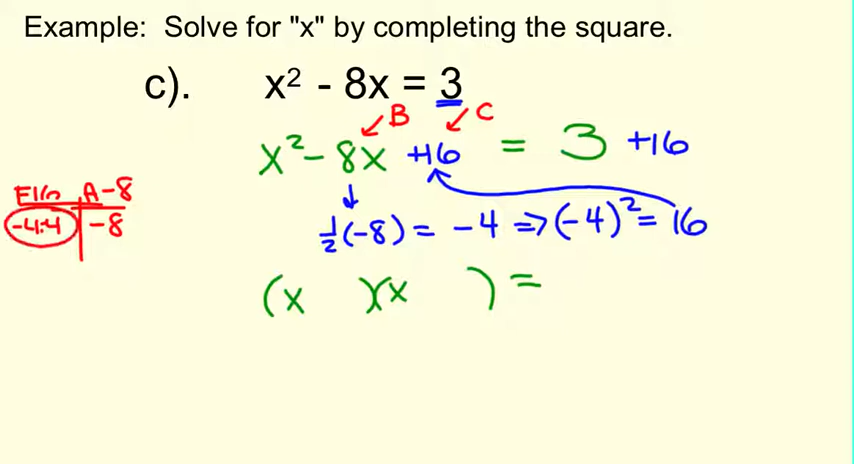 Example:  Solve for "x" by completing the square.
c).  x² - 8x = 3
B C
x² - 8x +16 = 3 +16
F16 A-8
-4·-4 -8
½(-8) = -4 ⇒ (-4)² = 16
(x  )(x  ) =